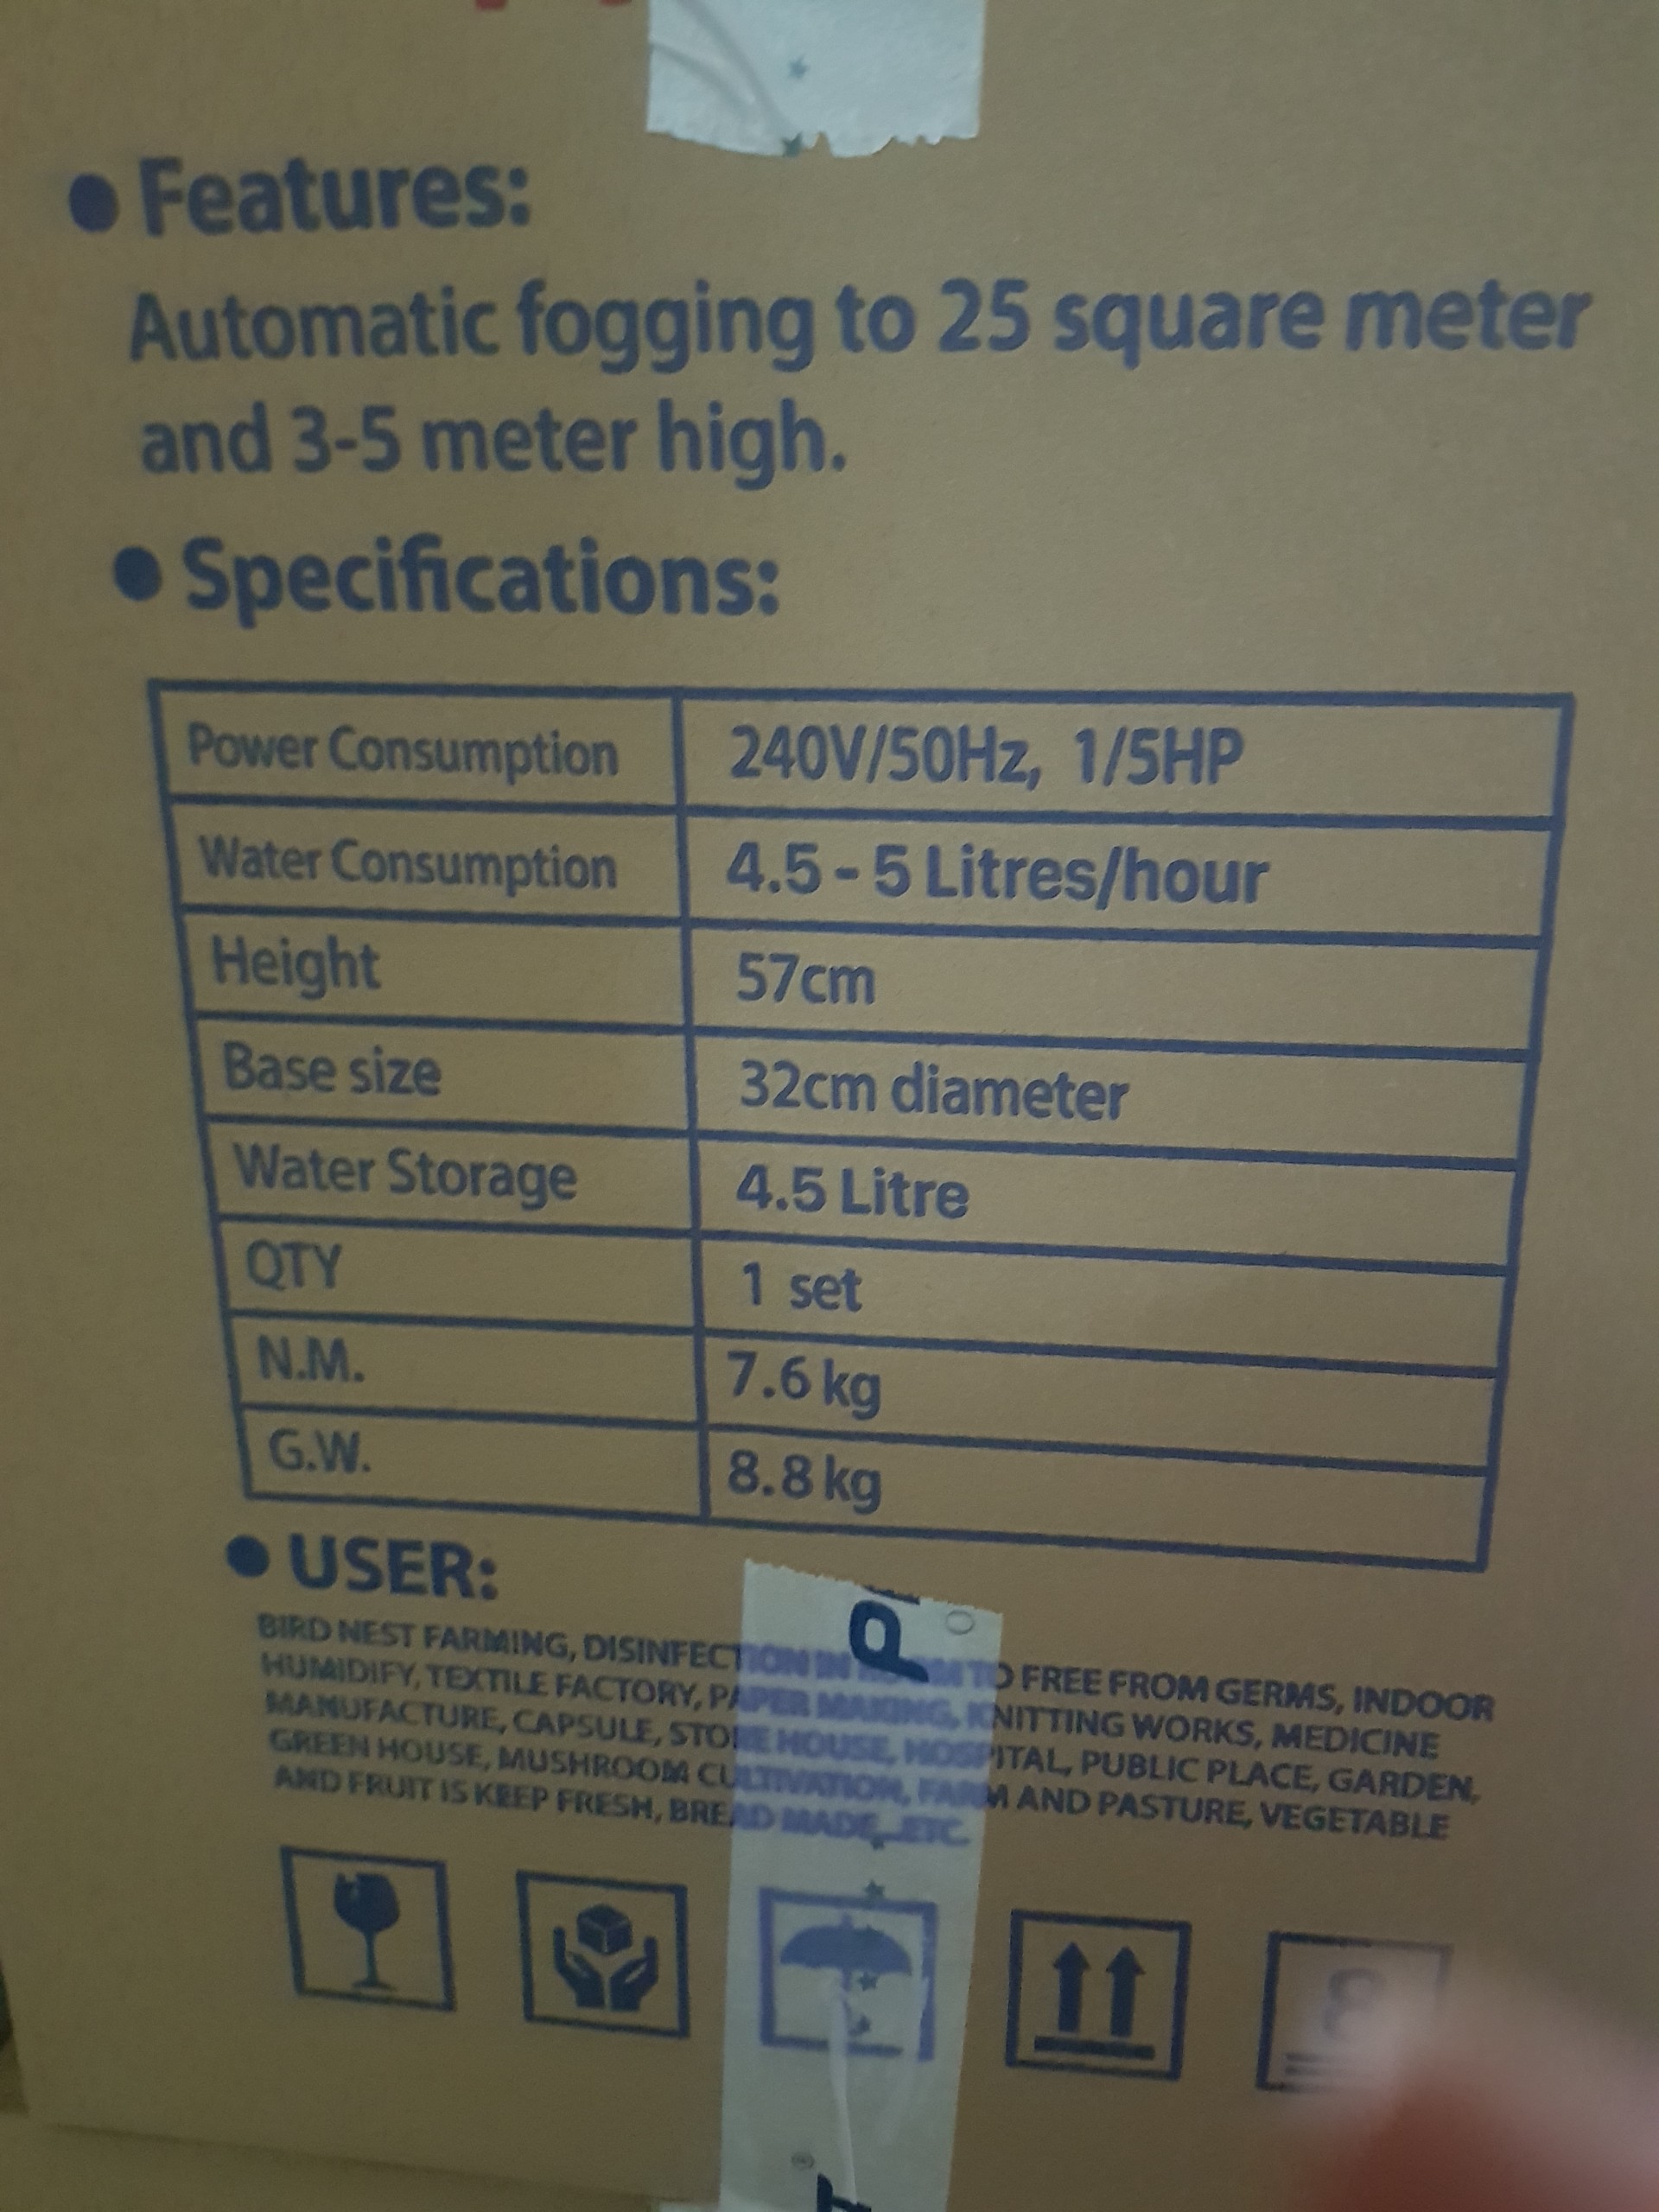 ● Features:
Automatic fogging to 25 square meter
and 3-5 meter high.
● Specifications:
Power Consumption 240V/50Hz, 1/5HP
Water Consumption 4.5 - 5 Litres/hour
Height 57cm
Base size 32cm diameter
Water Storage 4.5 Litre
QTY 1 set
N.M. 7.6 kg
G.W. 8.8 kg
● USER:
BIRD NEST FARMING, DISINFECTION IN TO FREE FROM GERMS, INDOOR
HUMIDIFY, TEXTILE FACTORY, PAPER MAKING, KNITTING WORKS, MEDICINE
MANUFACTURE, CAPSULE, STORE HOUSE, HOSPITAL, PUBLIC PLACE, GARDEN,
GREEN HOUSE, MUSHROOM CULTIVATION, FARM AND PASTURE, VEGETABLE
AND FRUIT IS KEEP FRESH, BREAD MADE...ETC.
8